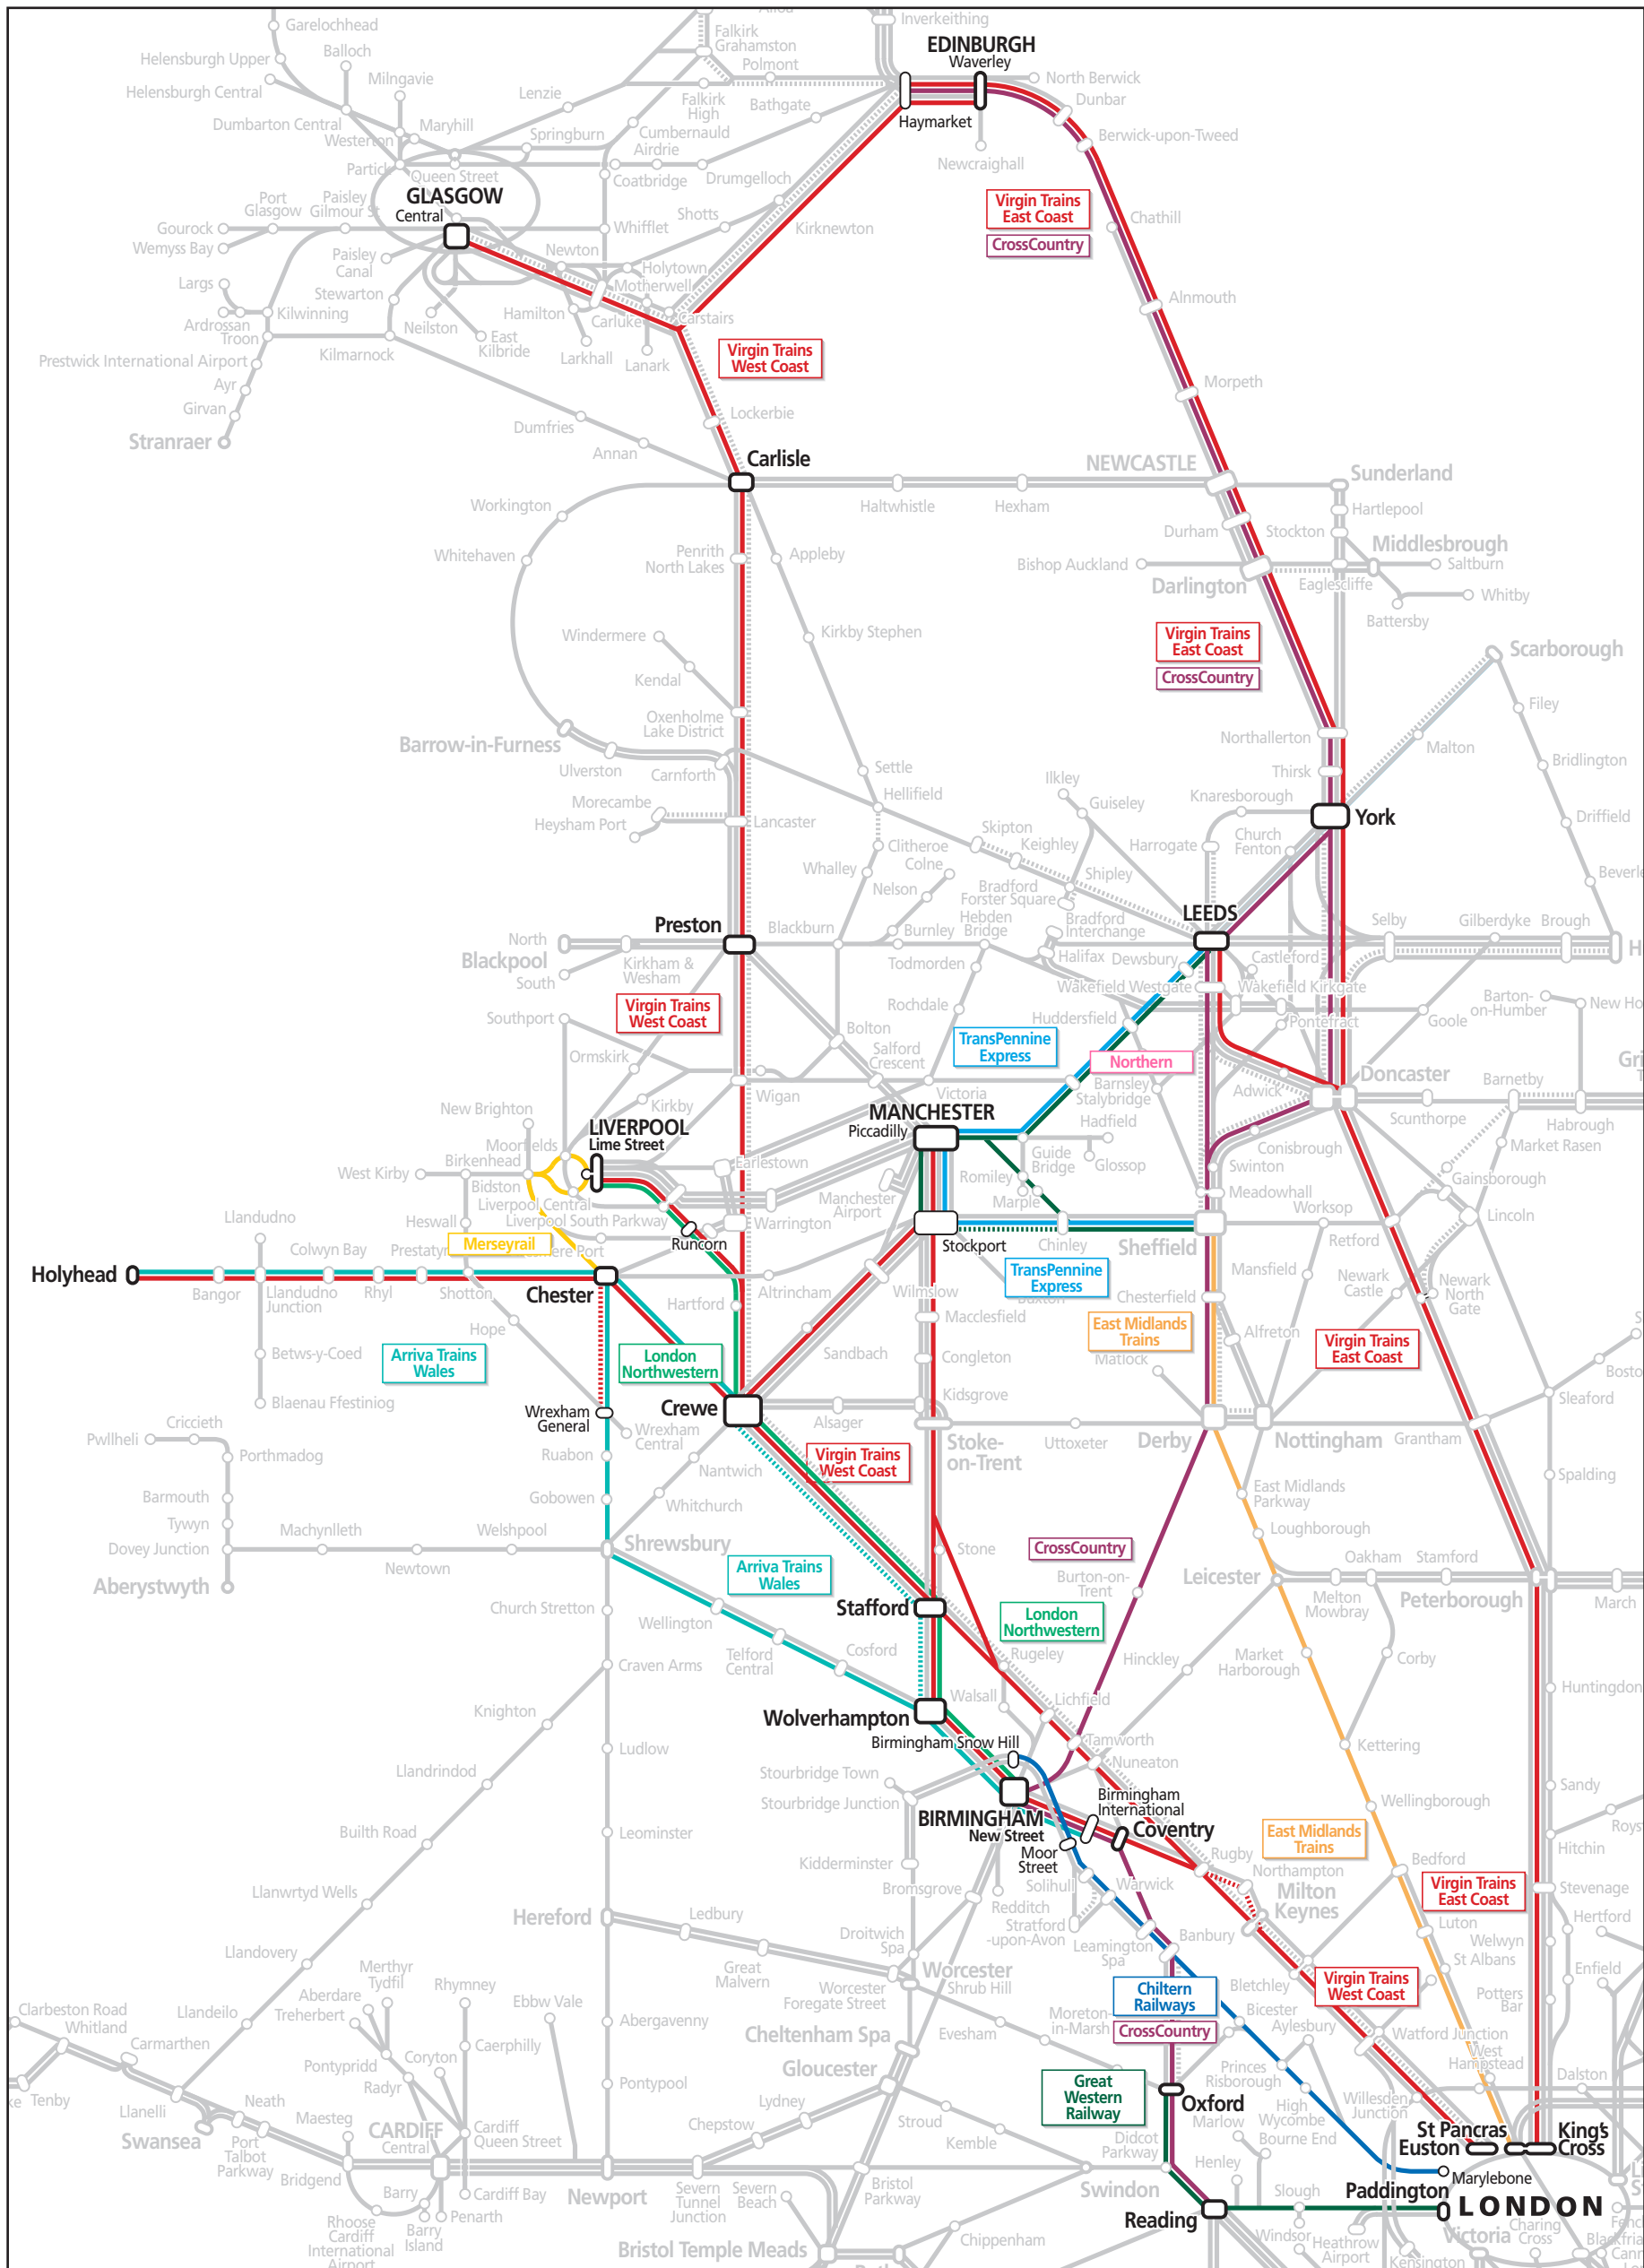 Garelochhead
Helensburgh Upper
Balloch
Helensburgh Central
Milngavie
Dumbarton Central
Westerton
Maryhill
Lenzie
Springburn
Falkirk
Grahamston
Polmont
Falkirk
High
Bathgate
Cumbernauld
Airdrie
Inverkeithing
EDINBURGH
Waverley
Haymarket
North Berwick
Dunbar
Berwick-upon-Tweed
Newcraighall
Partick
Queen Street
GLASGOW
Central
Coatbridge
Drumgelloch
Port
Glasgow
Paisley
Gilmour St
Gourock
Wemyss Bay
Whifflet
Shotts
Kirknewton
Virgin Trains
East Coast
CrossCountry
Chathill
Paisley
Canal
Newton
Holytown
Motherwell
Largs
Stewarton
Hamilton
Carluke
Carstairs
Alnmouth
Ardrossan
Troon
Kilwinning
Neilston
East
Kilbride
Larkhall
Lanark
Kilmarnock
Prestwick International Airport
Ayr
Girvan
Stranraer
Virgin Trains
West Coast
Morpeth
Lockerbie
Dumfries
Annan
Carlisle
NEWCASTLE
Sunderland
Workington
Haltwhistle
Hexham
Hartlepool
Durham
Stockton
Middlesbrough
Whitehaven
Penrith
North Lakes
Appleby
Bishop Auckland
Darlington
Eaglescliffe
Saltburn
Whitby
Battersby
Windermere
Kirkby Stephen
Virgin Trains
East Coast
CrossCountry
Scarborough
Kendal
Oxenholme
Lake District
Filey
Barrow-in-Furness
Ulverston
Carnforth
Northallerton
Malton
Settle
Thirsk
Bridlington
Morecambe
Heysham Port
Lancaster
Hellifield
Ilkley
Guiseley
Knaresborough
York
Driffield
Clitheroe
Colne
Skipton
Keighley
Harrogate
Church
Fenton
Whalley
Nelson
Shipley
Bradford
Forster Square
Preston
Blackburn
Burnley
Hebden
Bridge
Bradford
Interchange
LEEDS
Selby
Gilberdyke
Brough
North
Blackpool
South
Kirkham &
Wesham
Todmorden
Halifax
Dewsbury
Castleford
Wakefield Westgate
Wakefield Kirkgate
Virgin Trains
West Coast
Southport
Rochdale
Huddersfield
Pontefract
Goole
Barton-
on-Humber
Bolton
Salford
Crescent
TransPennine
Express
Northern
Ormskirk
Doncaster
Barnetby
Wigan
Victoria
Barnsley
Stalybridge
Adwick
Scunthorpe
Habrough
New Brighton
Kirkby
MANCHESTER
Piccadilly
Hadfield
Conisbrough
Market Rasen
LIVERPOOL
Lime Street
Moorfields
Birkenhead
West Kirby
Bidston
Earlestown
Guide
Bridge
Glossop
Swinton
Romiley
Marple
Gainsborough
Liverpool Central
Liverpool South Parkway
Manchester
Airport
Meadowhall
Worksop
Llandudno
Heswall
Warrington
Lincoln
Merseyrail
Runcorn
Stockport
Chinley
Sheffield
Retford
Colwyn Bay
Holyhead
Bangor
Llandudno
Junction
Rhyl
Shotton
Chester
Altrincham
Wilmslow
TransPennine
Express
Mansfield
Newark
Castle
Newark
North
Gate
Hartford
Macclesfield
Chesterfield
Hope
East Midlands
Trains
Alfreton
Virgin Trains
East Coast
Betws-y-Coed
Arriva Trains
Wales
London
Northwestern
Sandbach
Congleton
Matlock
Blaenau Ffestiniog
Kidsgrove
Sleaford
Wrexham
General
Crewe
Alsager
Criccieth
Pwllheli
Porthmadog
Wrexham
Central
Stoke-
on-Trent
Uttoxeter
Derby
Nottingham
Grantham
Ruabon
Nantwich
Virgin Trains
West Coast
Spalding
Barmouth
Gobowen
Whitchurch
East Midlands
Parkway
Tywyn
Machynlleth
Welshpool
Loughborough
Dovey Junction
Newtown
Shrewsbury
Stone
CrossCountry
Aberystwyth
Arriva Trains
Wales
Burton-on-
Trent
Leicester
Oakham
Stamford
Melton
Mowbray
Peterborough
March
Church Stretton
Wellington
Stafford
London
Northwestern
Telford
Central
Cosford
Rugeley
Hinckley
Market
Harborough
Corby
Craven Arms
Walsall
Lichfield
Huntingdon
Knighton
Wolverhampton
Birmingham Snow Hill
Tamworth
Nuneaton
Kettering
Ludlow
Stourbridge Town
Stourbridge Junction
Llandrindod
BIRMINGHAM
New Street
Birmingham
International
Coventry
Wellingborough
Sandy
Builth Road
Leominster
Moor
Street
East Midlands
Trains
Hitchin
Kidderminster
Rugby
Northampton
Bedford
Bromsgrove
Solihull
Warwick
Milton
Keynes
Virgin Trains
East Coast
Stevenage
Llanwrtyd Wells
Hereford
Ledbury
Redditch
Stratford
-upon-Avon
Droitwich
Spa
Leamington
Spa
Banbury
Luton
Hertford
Welwyn
St Albans
Llandovery
Great
Malvern
Worcester
Shrub Hill
Worcester
Foregate Street
Chiltern
Railways
Bletchley
Virgin Trains
West Coast
Enfield
Potters
Bar
Merthyr
Tydfil
Aberdare
Treherbert
Rhymney
Ebbw Vale
Clarbeston Road
Whitland
Llandeilo
Abergavenny
Cheltenham Spa
Evesham
Moreton-
in-Marsh
CrossCountry
Bicester
Aylesbury
Watford Junction
West
Hampstead
Carmarthen
Pontypridd
Coryton
Caerphilly
Radyr
Gloucester
Princes
Risborough
Dalston
Tenby
Llanelli
Neath
Pontypool
Lydney
Great
Western
Railway
Oxford
High
Wycombe
Willesden
Junction
Swansea
Port
Talbot
Parkway
Maesteg
CARDIFF
Central
Cardiff
Queen Street
Chepstow
Stroud
Kemble
Marlow
Bourne End
St Pancras
Euston
King's
Cross
Bridgend
Didcot
Parkway
Henley
Marylebone
Barry
Cardiff Bay
Newport
Severn
Tunnel
Junction
Severn
Beach
Bristol
Parkway
Swindon
Slough
Paddington
LONDON
Rhoose
Cardiff
International
Airport
Barry
Island
Penarth
Reading
Windsor
Heathrow
Airport
Victoria
Charing
Cross
Kensington
Bristol Temple Meads
Chippenham